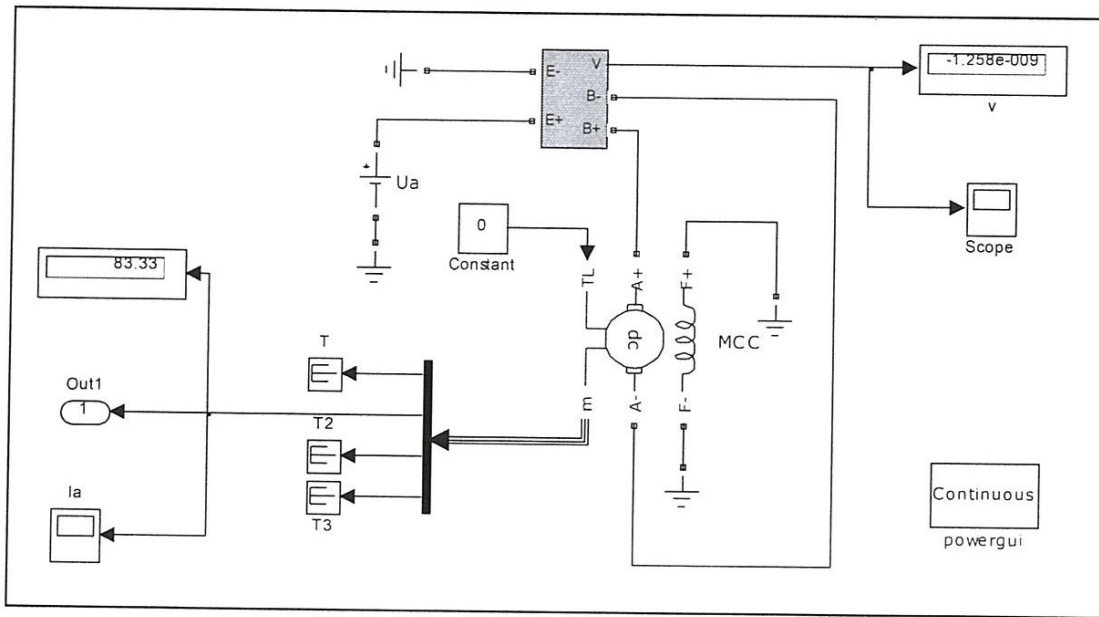 E-
V
-1.258e-009
v
B-
E+
B+
+
Ua
0
Constant
Scope
83.33
TL
A+
F+
dc
MCC
T
Out1
1
m
A-
F-
T2
Ia
T3
Continuous
powergui